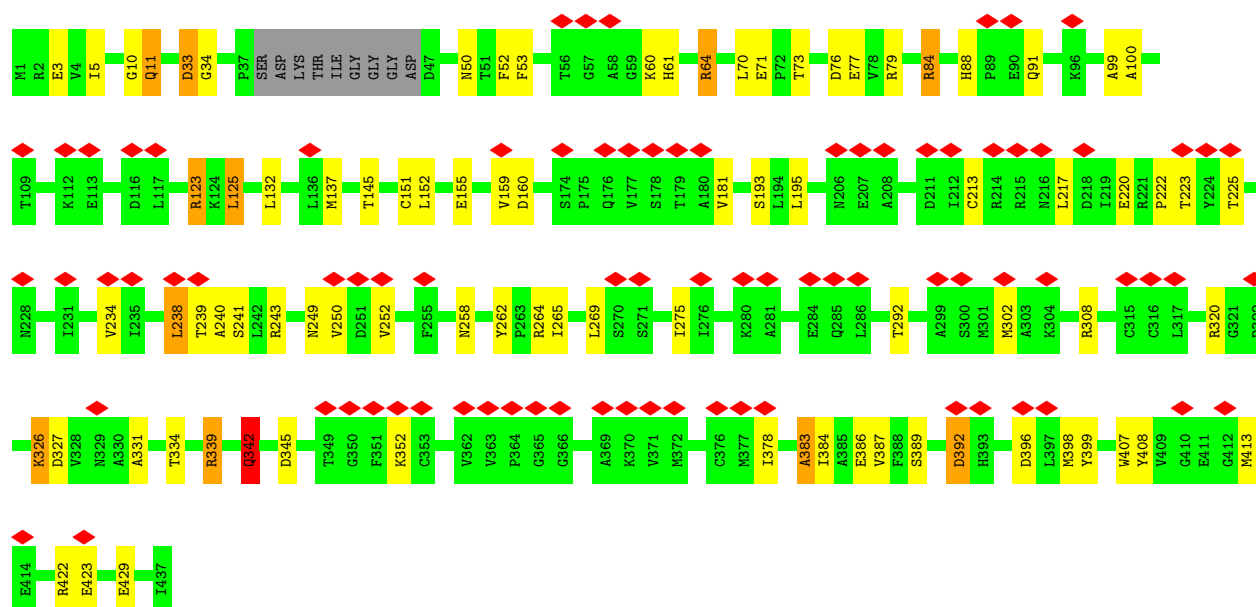 M1 R2 E3 V4 I5 G10 Q11 D33 G34 P37 SER ASP LYS THR ILE GLY GLY GLY ASP D47 N50 T51 F52 F53 T56 G57 A58 G59 K60 H61 R64 L70 E71 P72 T73 D76 E77 V78 R79 R84 H88 P89 E90 Q91 K96 A99 A100
T109 K112 E113 D116 L117 R123 K124 L125 L132 L136 M137 T145 C151 L152 E155 V159 D160 S174 P175 Q176 V177 S178 T179 A180 V181 S193 L194 L195 N206 E207 A208 D211 I212 C213 R214 R215 N216 L217 D218 I219 E220 R221 P222 T223 Y224 T225
N228 I231 V234 I235 L238 T239 A240 S241 L242 R243 N249 V250 D251 V252 F255 N258 Y262 P263 R264 I265 L269 S270 S271 I275 I276 K280 A281 E284 Q285 L286 T292 A299 S300 M301 M302 A303 K304 R308 C315 C316 L317 R320 G321
K326 D327 V328 N329 A330 A331 T334 R339 Q342 D345 T349 G350 F351 K352 C353 V362 V363 P364 G365 G366 A369 K370 V371 M372 C376 M377 I378 A383 I384 A385 E386 V387 F388 S389 D392 H393 D396 L397 M398 Y399 W407 Y408 V409 G410 E411 G412 M413
E414 R422 E423 E429 I437